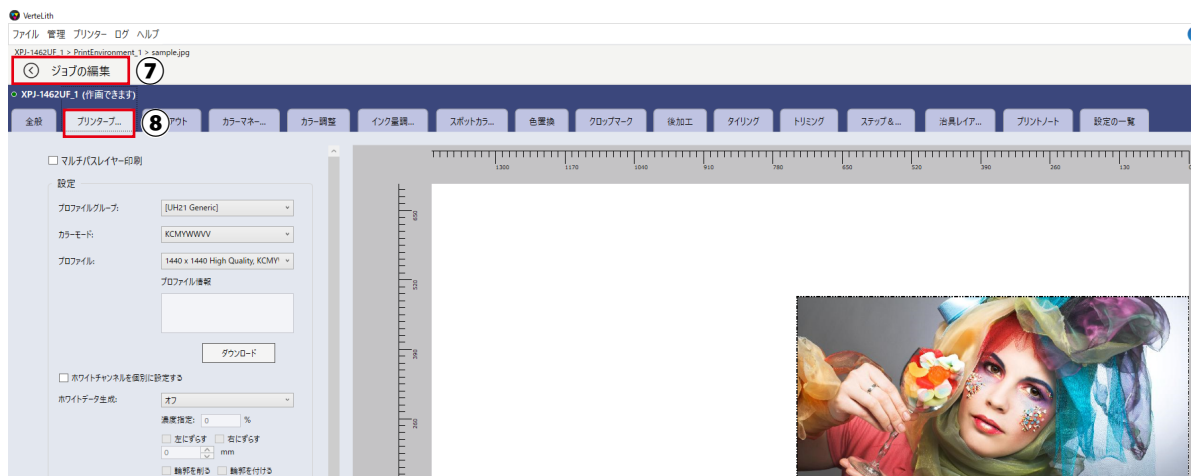 VerteLith
ファイル 管理 プリンター ログ ヘルプ
XPJ-1462UF_1 > PrintEnvironment_1 > sample.jpg
ジョブの編集 ⑦
XPJ-1462UF_1 (作画できます)
全般 プリンタープ... ⑧ アウト カラーマネー... カラー調整 インク量調... スポットカラ... 色置換 クロップマーク 後加工 タイリング トリミング ステップ &... 治具レイア... プリントノート 設定の一覧
マルチパスレイヤー印刷
1300 1170 1040 910 780 650 520 390 260 130
設定
プロファイルグループ: [UH21 Generic]
650
カラーモード: KCMYWWVV
プロファイル: 1440 x 1440 High Quality, KCMY
プロファイル情報
520
ダウンロード
390
ホワイトチャンネルを個別に設定する
ホワイトデータ生成: オフ
濃度指定: 0 %
260
左にずらす 右にずらす
0 mm
輪郭を削る 輪郭を付ける